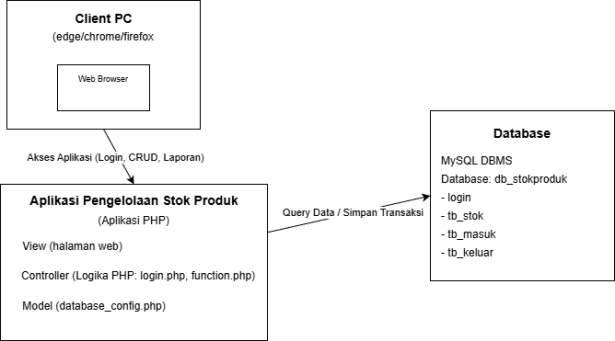 Client PC
(edge/chrome/firefox
Web Browser
Akses Aplikasi (Login, CRUD, Laporan)
Aplikasi Pengelolaan Stok Produk
(Aplikasi PHP)
View (halaman web)
Controller (Logika PHP: login.php, function.php)
Model (database_config.php)
Query Data / Simpan Transaksi
Database
MySQL DBMS
Database: db_stokproduk
- login
- tb_stok
- tb_masuk
- tb_keluar